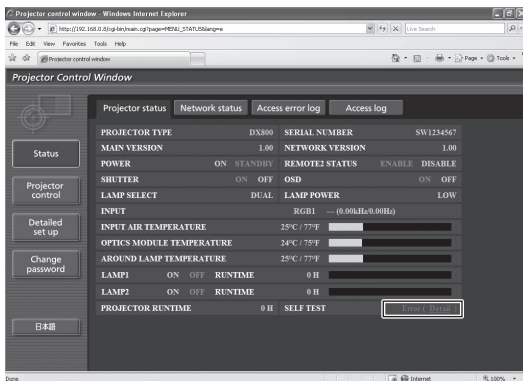 Projector control window - Windows Internet Explorer
http://192.168.0.8/cgi-bin/main.cgi?page=MENU_STATUS&lang=e
Live Search
File Edit View Favorites Tools Help
Projector control window
Page Tools
Projector Control Window
Projector status Network status Access error log Access log
PROJECTOR TYPE DX800 SERIAL NUMBER SW1234567
MAIN VERSION 1.00 NETWORK VERSION 1.00
POWER ON STANDBY REMOTE2 STATUS ENABLE DISABLE
SHUTTER ON OFF OSD ON OFF
LAMP SELECT DUAL LAMP POWER LOW
INPUT RGB1 --- (0.00kHz/0.00Hz)
INPUT AIR TEMPERATURE 25°C / 77°F
OPTICS MODULE TEMPERATURE 24°C / 75°F
AROUND LAMP TEMPERATURE 25°C / 77°F
LAMP1 ON OFF RUNTIME 0 H
LAMP2 ON OFF RUNTIME 0 H
PROJECTOR RUNTIME 0 H SELF TEST Error ( Detail )
Status
Projector
control
Detailed
set up
Change
password
日本語
Done Internet 100%